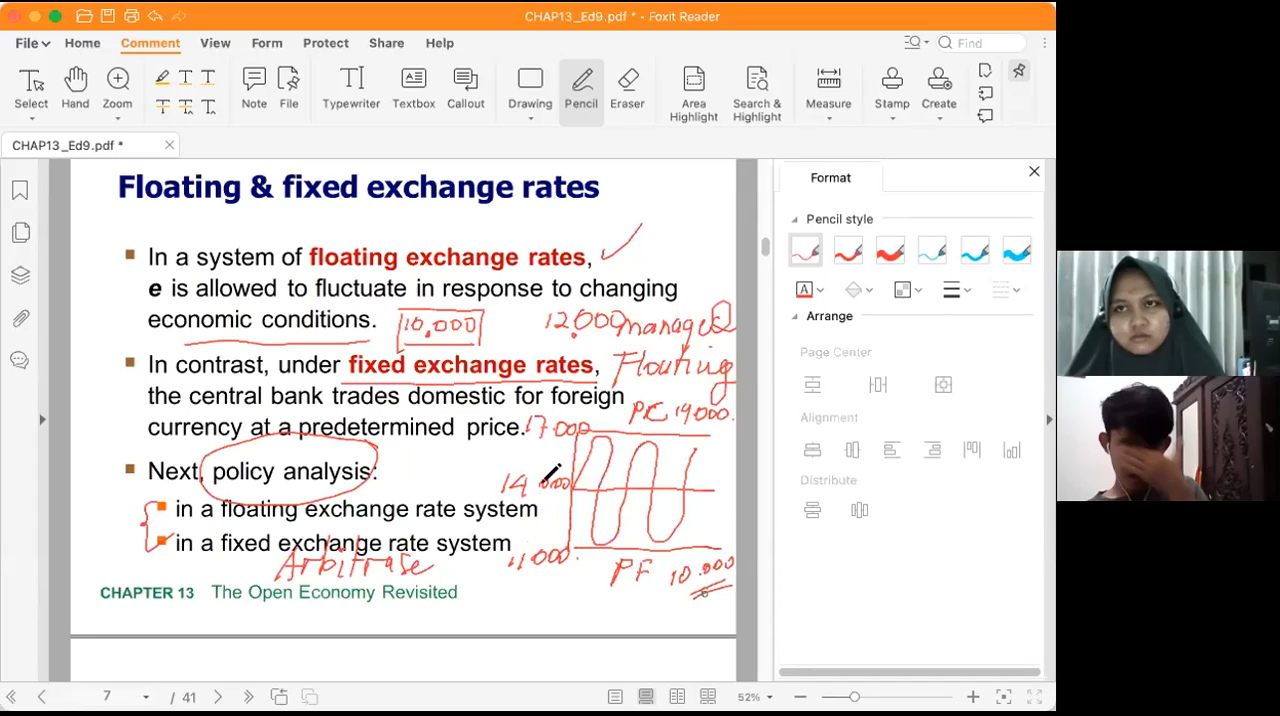 CHAP13_Ed9.pdf * - Foxit Reader
File Home Comment View Form Protect Share Help
Find
Select Hand Zoom Note File Typewriter Textbox Callout Drawing Pencil Eraser Area Highlight Search & Highlight Measure Stamp Create
CHAP13_Ed9.pdf *
Floating & fixed exchange rates
In a system of floating exchange rates,
e is allowed to fluctuate in response to changing
economic conditions.
10.000
12.000
manage
Floating
In contrast, under fixed exchange rates,
the central bank trades domestic for foreign
currency at a predetermined price.
PC 19.000.
17.000
Next, policy analysis:
in a floating exchange rate system
in a fixed exchange rate system
Arbitrase
11.000.
PF 10.000
CHAPTER 13 The Open Economy Revisited
6
Format
Pencil style
A
Arrange
Page Center
Alignment
Distribute
7 / 41
52%